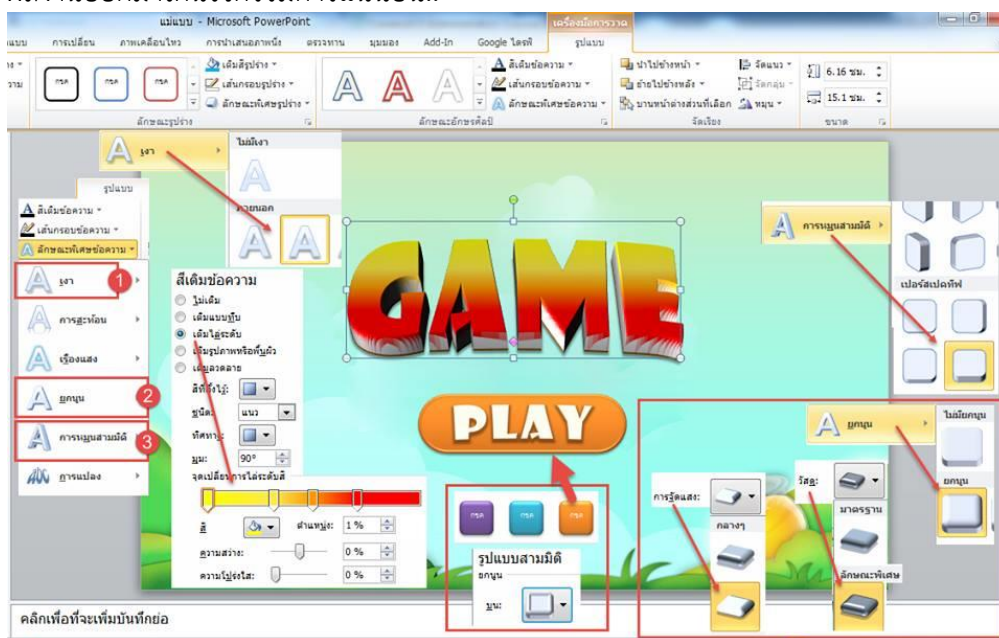 แม่แบบ - Microsoft PowerPoint
เครื่องมือการวาด
แบบ การเปลี่ยน ภาพเคลื่อนไหว การนำเสนอภาพนิ่ง ตรวจทาน มุมมอง Add-In Google ไดรฟ์ รูปแบบ
กขค กขค กขค
เติมสีรูปร่าง
เส้นกรอบรูปร่าง
ลักษณะพิเศษรูปร่าง
ลักษณะรูปร่าง
A A A
สีเติมข้อความ
เส้นกรอบข้อความ
ลักษณะพิเศษข้อความ
ลักษณะอักษรศิลป์
นำไปข้างหน้า
ย้ายไปข้างหลัง
บานหน้าต่างส่วนที่เลือก
จัดแนว
จัดกลุ่ม
หมุน
จัดเรียง
6.16 ซม.
15.1 ซม.
ขนาด
เงา
ไม่มีเงา
ภายนอก
รูปแบบ
สีเติมข้อความ
เส้นกรอบข้อความ
ลักษณะพิเศษข้อความ
เงา 1
การสะท้อน
เรืองแสง
ยกนูน 2
การหมุนสามมิติ 3
การแปลง
สีเติมข้อความ
ไม่เติม
เติมแบบทึบ
เติมไล่ระดับ
เติมรูปภาพหรือพื้นผิว
เติมลวดลาย
สีที่ตั้งไว้:
ชนิด: แนว
ทิศทาง:
มุม: 90°
จุดเปลี่ยนการไล่ระดับสี
สี ตำแหน่ง: 1 %
ความสว่าง: 0 %
ความโปร่งใส: 0 %
GAME
PLAY
กขค กขค กขค
รูปแบบสามมิติ
ยกนูน
บน:
การหมุนสามมิติ
เปอร์สเปคทีฟ
ยกนูน
ไม่มียกนูน
ยกนูน
การจัดแสง:
กลางๆ
วัสดุ:
มาตรฐาน
ลักษณะพิเศษ
คลิกเพื่อที่จะเพิ่มบันทึกย่อ